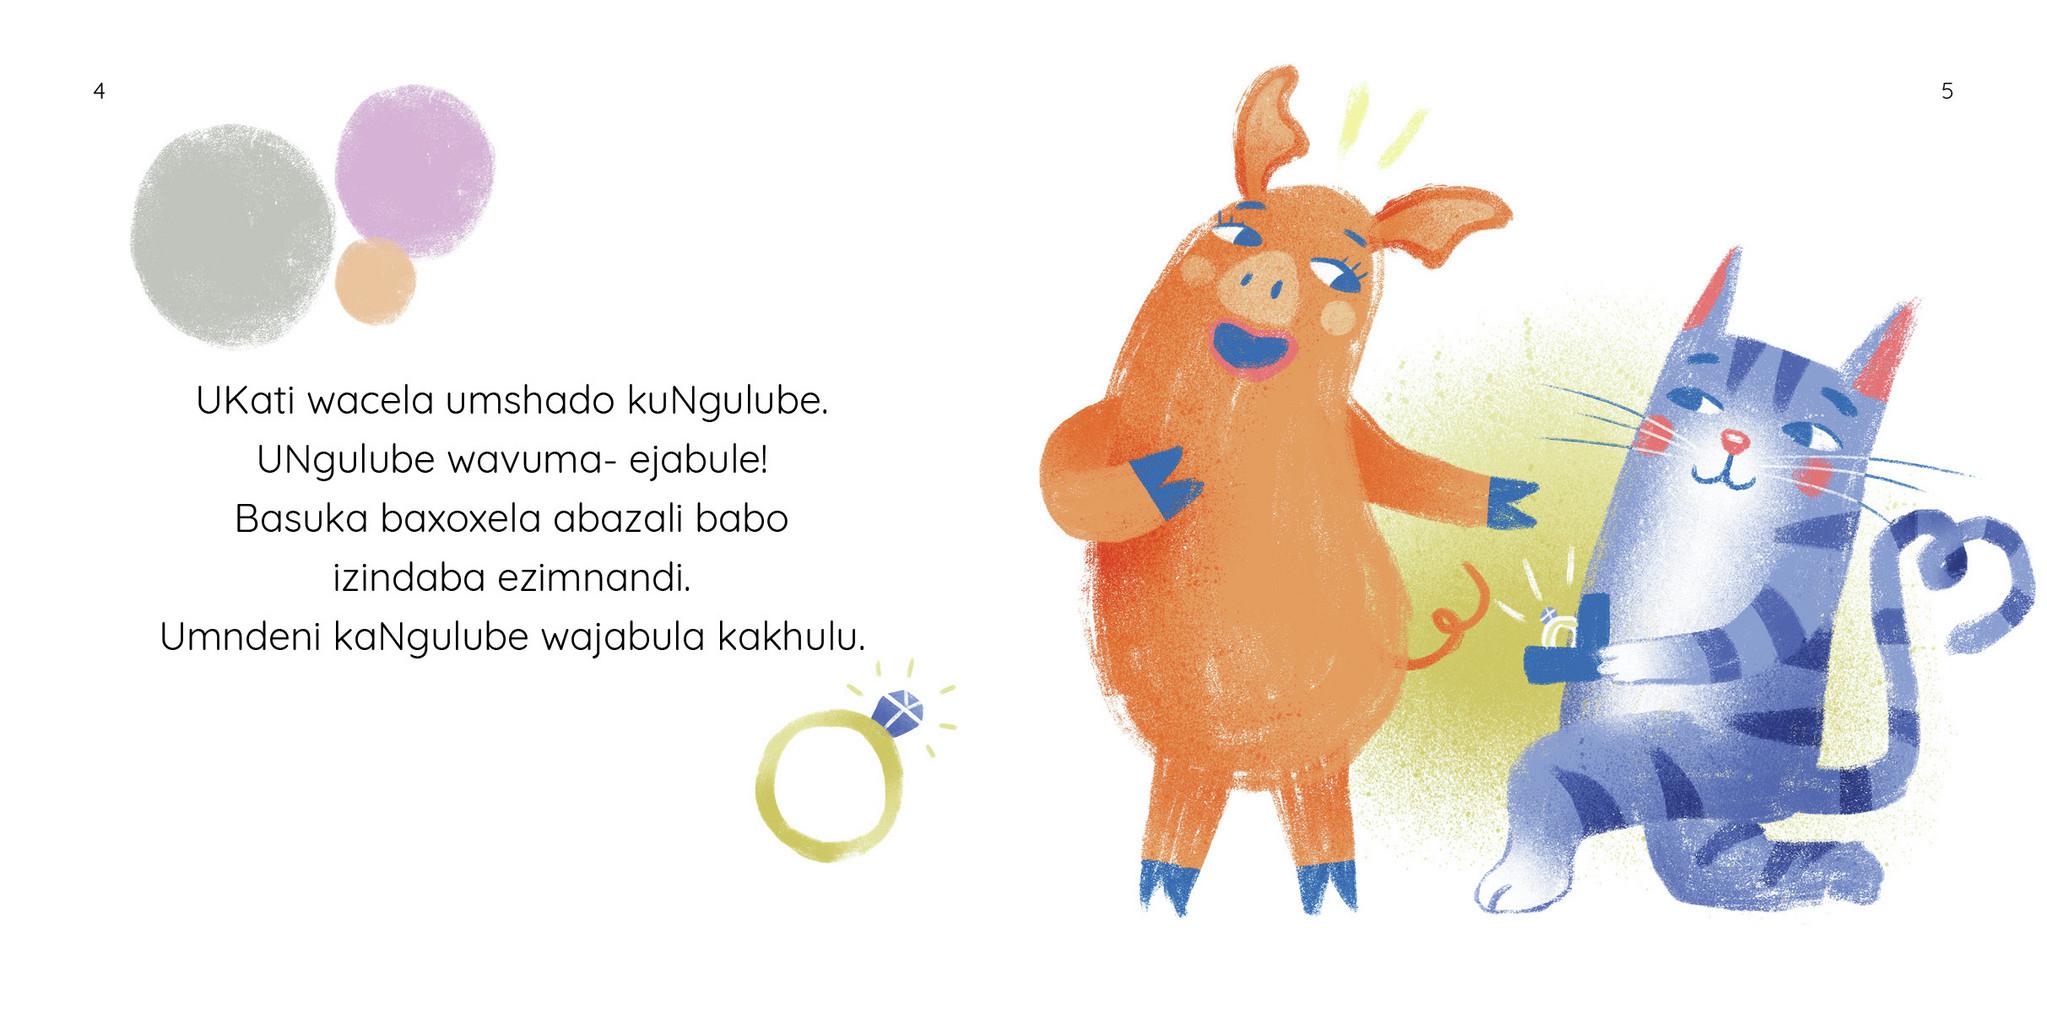 4
UKati wacela umshado kuNgulube.
UNgulube wavuma- ejabule!
Basuka baxoxela abazali babo
izindaba ezimnandi.
Umndeni kaNgulube wajabula kakhulu.
5